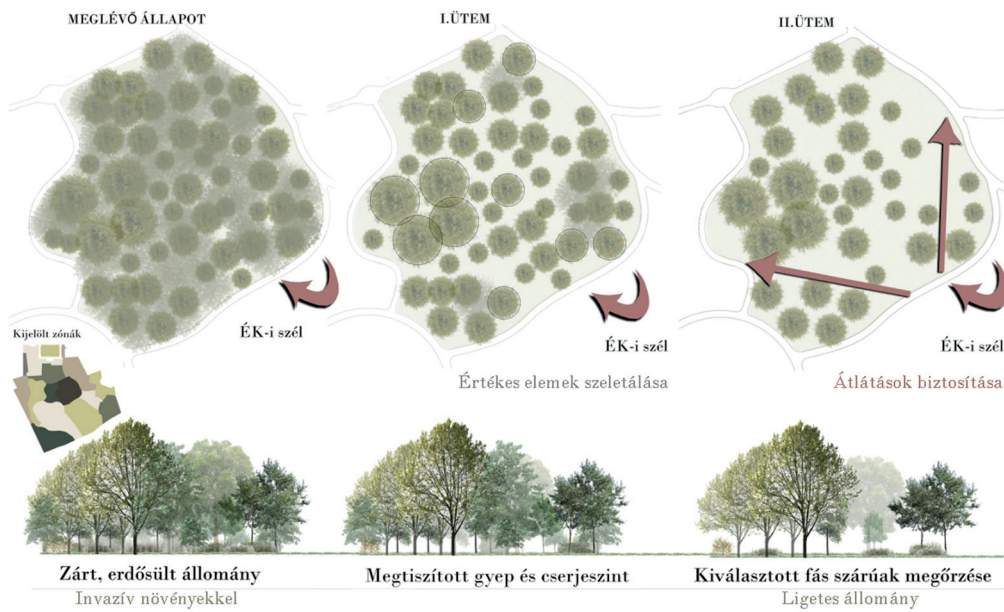 MEGLÉVŐ ÁLLAPOT
I.ÜTEM
II.ÜTEM
ÉK-i szél
ÉK-i szél
ÉK-i szél
Kijelölt zónák
Értékes elemek szeletálása
Átlátások biztosítása
Zárt, erdősült állomány
Invazív növényekkel
Megtiszított gyep és cserjeszint
Kiválasztott fás szárúak megőrzése
Ligetes állomány